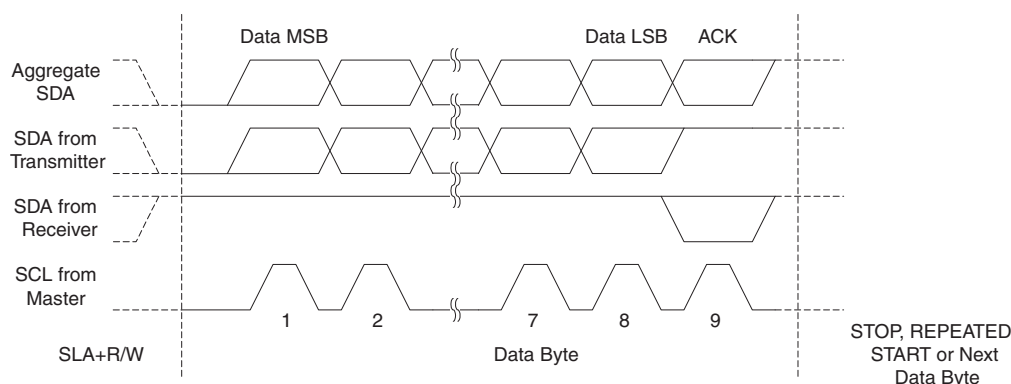 Data MSB
Data LSB
ACK
Aggregate
SDA
SDA from
Transmitter
SDA from
Receiver
SCL from
Master
1
2
7
8
9
SLA+R/W
Data Byte
STOP, REPEATED
START or Next
Data Byte